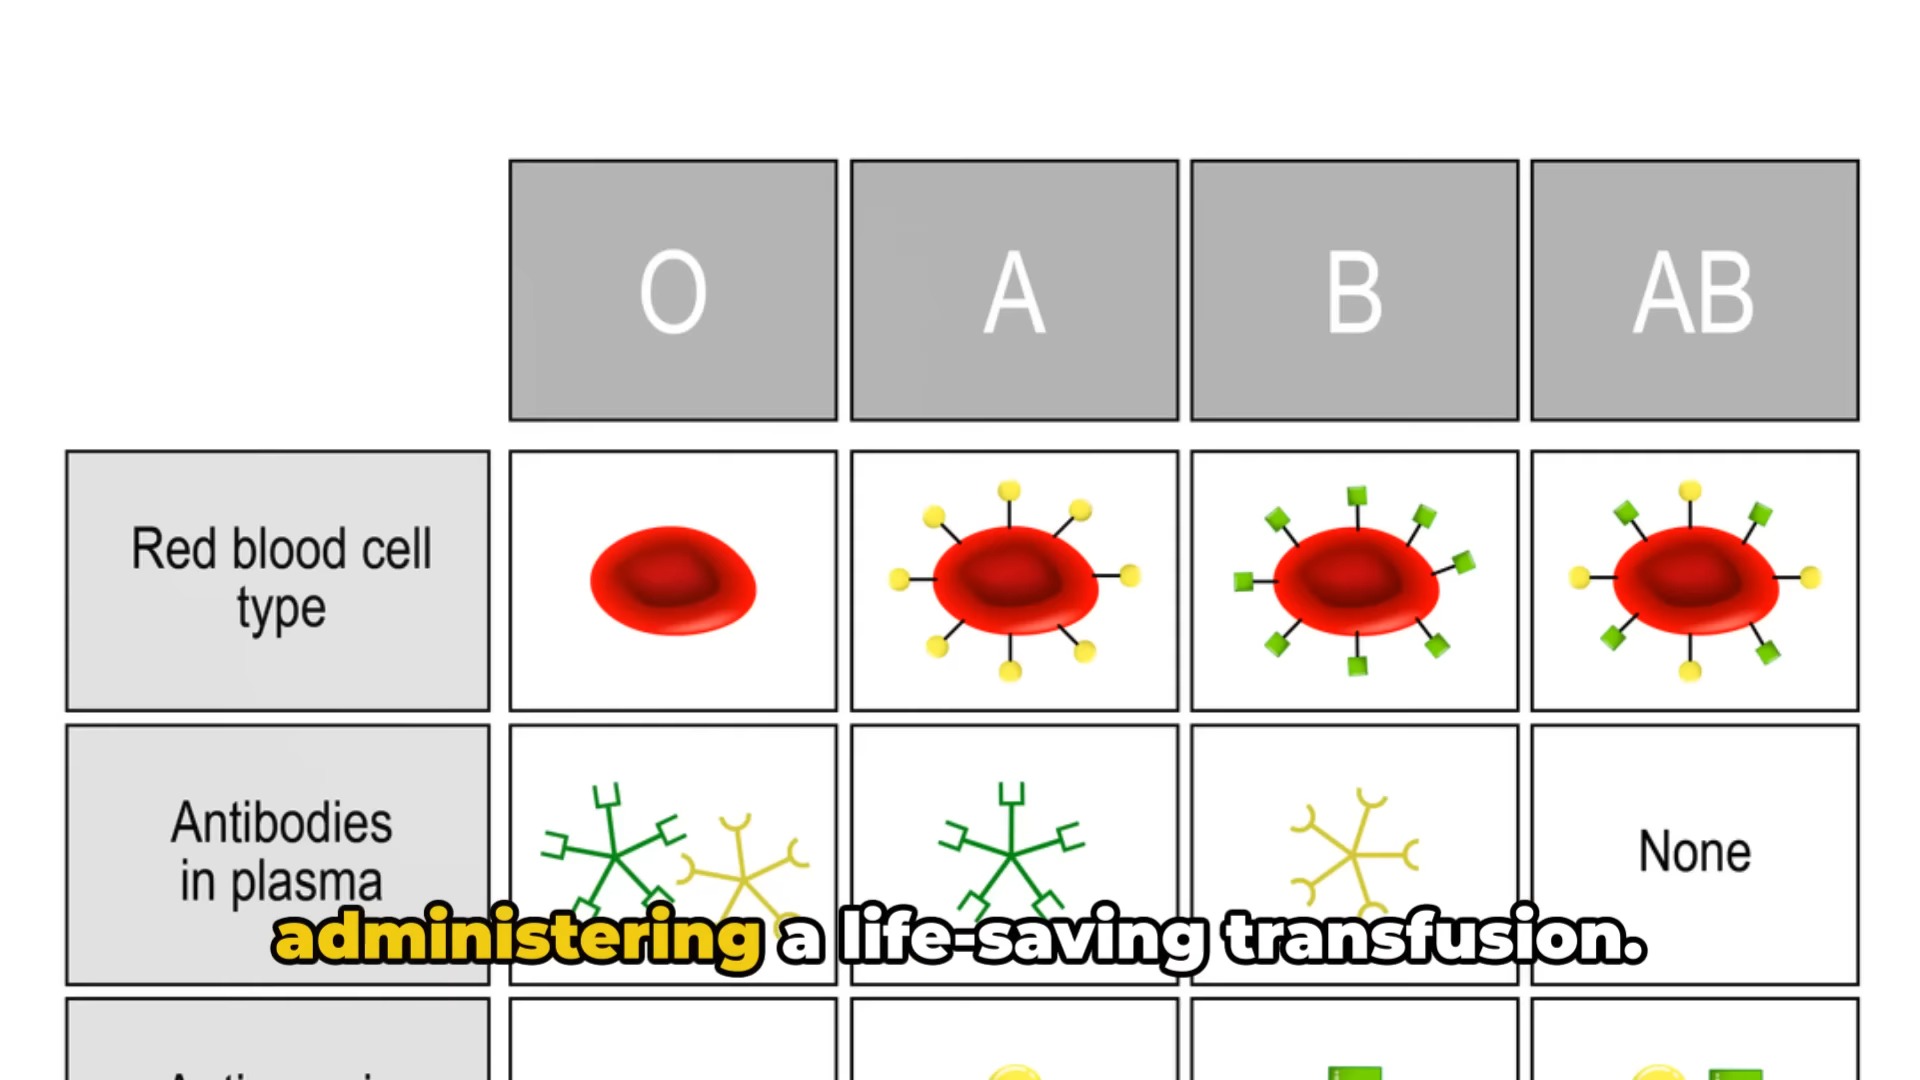 O A B AB
Red blood cell
type
Antibodies
in plasma
None
administering a life-saving transfusion.